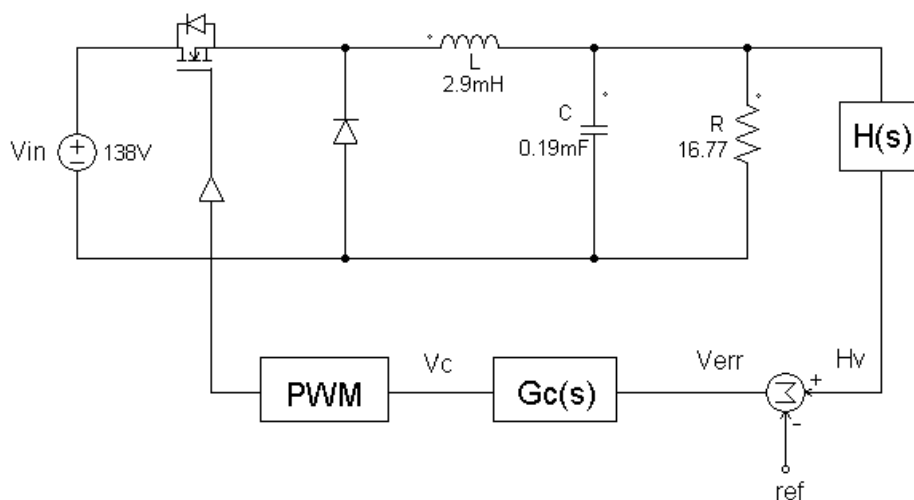 L
2.9mH
C
0.19mF
R
16.77
H(s)
Vin
138V
PWM
Vc
Gc(s)
Verr
Hv
Σ
+
-
ref